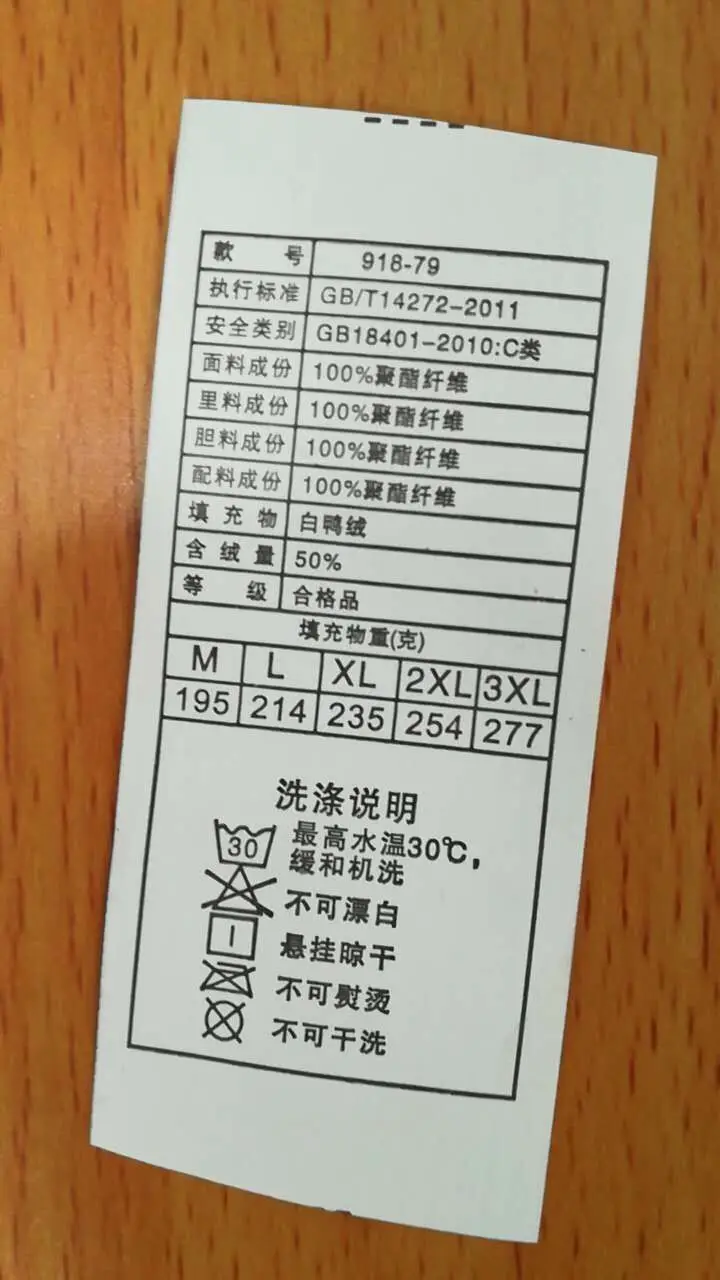 款 号 918-79
执行标准 GB/T14272-2011
安全类别 GB18401-2010:C类
面料成份 100%聚酯纤维
里料成份 100%聚酯纤维
胆料成份 100%聚酯纤维
配料成份 100%聚酯纤维
填充物 白鸭绒
含绒量 50%
等 级 合格品
填充物重(克)
M L XL 2XL 3XL
195 214 235 254 277
洗涤说明
30 最高水温30℃,
缓和机洗
不可漂白
悬挂晾干
不可熨烫
不可干洗